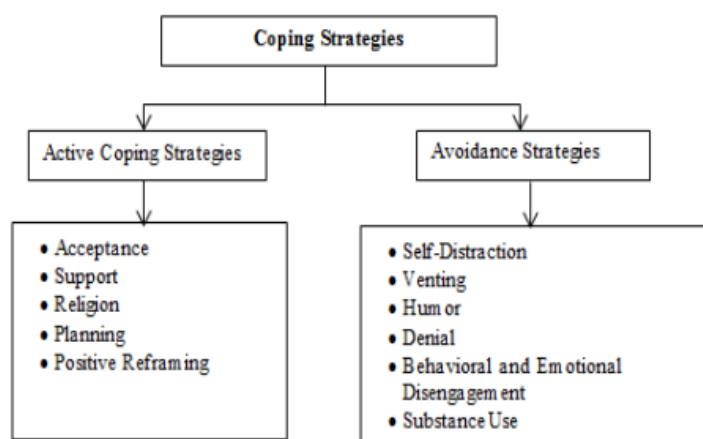 Coping Strategies
Active Coping Strategies
Avoidance Strategies
• Acceptance
• Support
• Religion
• Planning
• Positive Reframing
• Self-Distraction
• Venting
• Humor
• Denial
• Behavioral and Emotional
Disengagement
• Substance Use